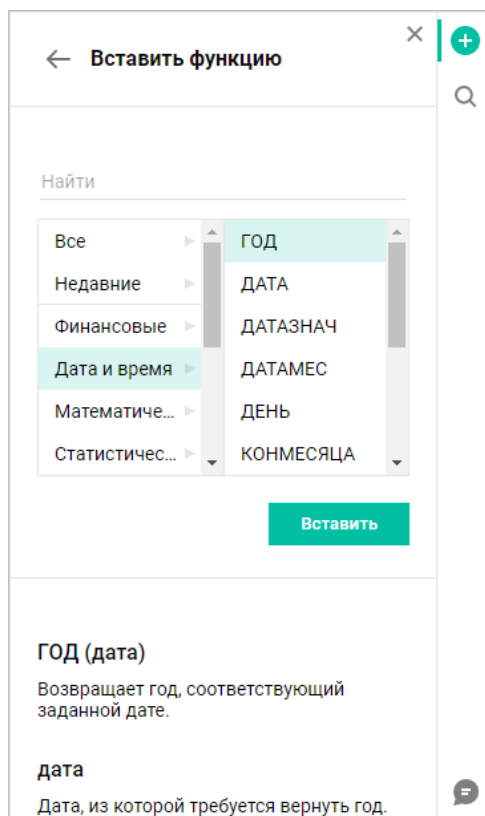 Вставить функцию
Найти
Все
Недавние
Финансовые
Дата и время
Математиче...
Статистичес...
ГОД
ДАТА
ДАТАЗНАЧ
ДАТАМЕС
ДЕНЬ
КОНМЕСЯЦА
Вставить
ГОД (дата)
Возвращает год, соответствующий
заданной дате.
дата
Дата, из которой требуется вернуть год.